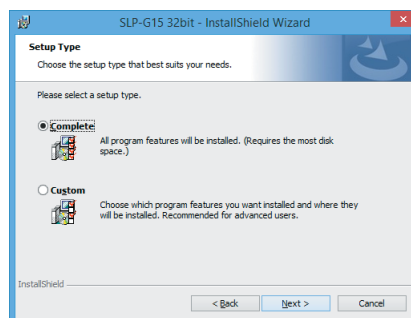 SLP-G15 32bit - InstallShield Wizard
Setup Type
Choose the setup type that best suits your needs.
Please select a setup type.
Complete
All program features will be installed. (Requires the most disk
space.)
Custom
Choose which program features you want installed and where they
will be installed. Recommended for advanced users.
InstallShield
< Back Next > Cancel